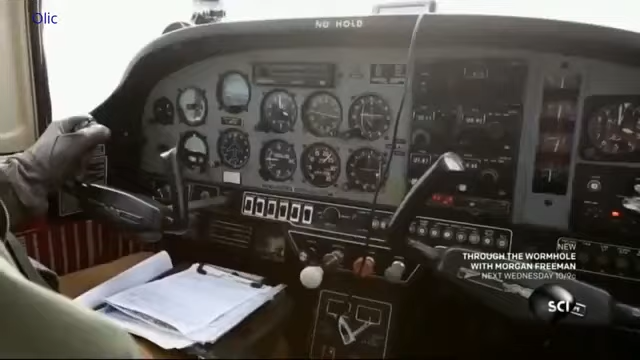 Olic
NO HOLD
NEW
THROUGH THE WORMHOLE
WITH MORGAN FREEMAN
NEXT WEDNESDAY 10/9c
SCI